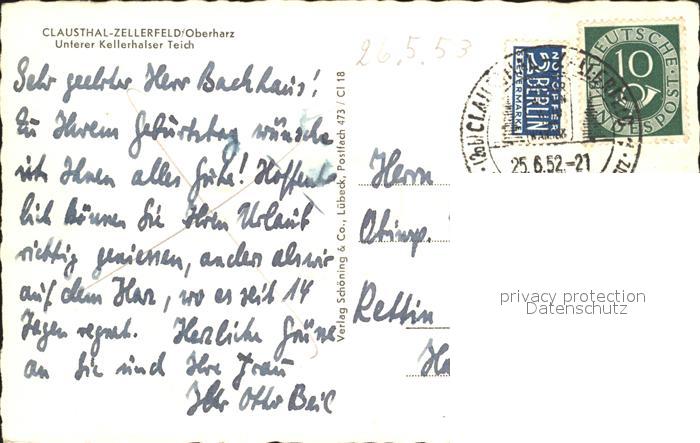 CLAUSTHAL-ZELLERFELD/Oberharz
Unterer Kellerhalser Teich
26.5.53
Sehr geehrter Herr Backhaus!
Zu Ihrem Geburtstag wünsche
ich Ihnen alles Gute! Hoffent-
lich können Sie Ihren Urlaub
richtig geniessen, anders als wir
auf dem Harz, wo es seit 14
Tagen regnet. Herzliche Grüsse
an Sie und Ihre Frau
Ihr Otto Beil
Verlag Schöning & Co., Lübeck, Postfach 473 / Cl 18
NOTOPFER
2 BERLIN
STEUERMARKE
DEUTSCHE POST
10
25.6.52-21
Herrn
Rettin
privacy protection
Datenschutz